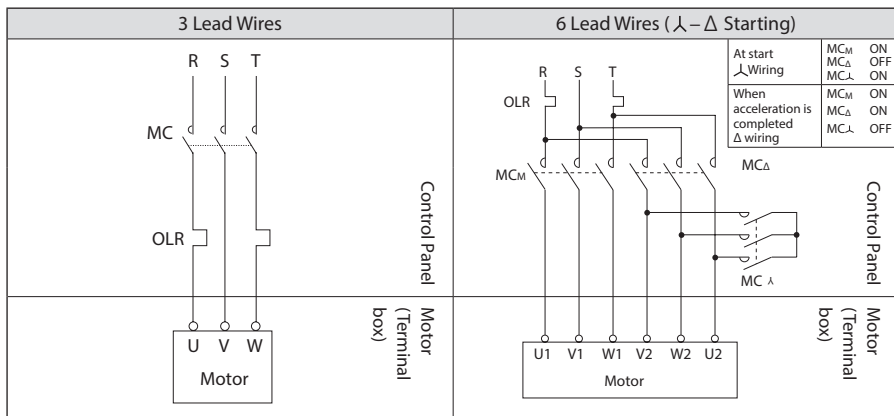 3 Lead Wires
6 Lead Wires (⅄ – Δ Starting)
R S T
MC
OLR
Control Panel
Motor
(Terminal
box)
U V W
Motor
R S T
OLR
At start
⅄ Wiring
MCM ON
MCΔ OFF
MC⅄ ON
When
acceleration is
completed
Δ wiring
MCM ON
MCΔ ON
MC⅄ OFF
MCM
MCΔ
MC ⅄
Control Panel
Motor
(Terminal
box)
U1 V1 W1 V2 W2 U2
Motor